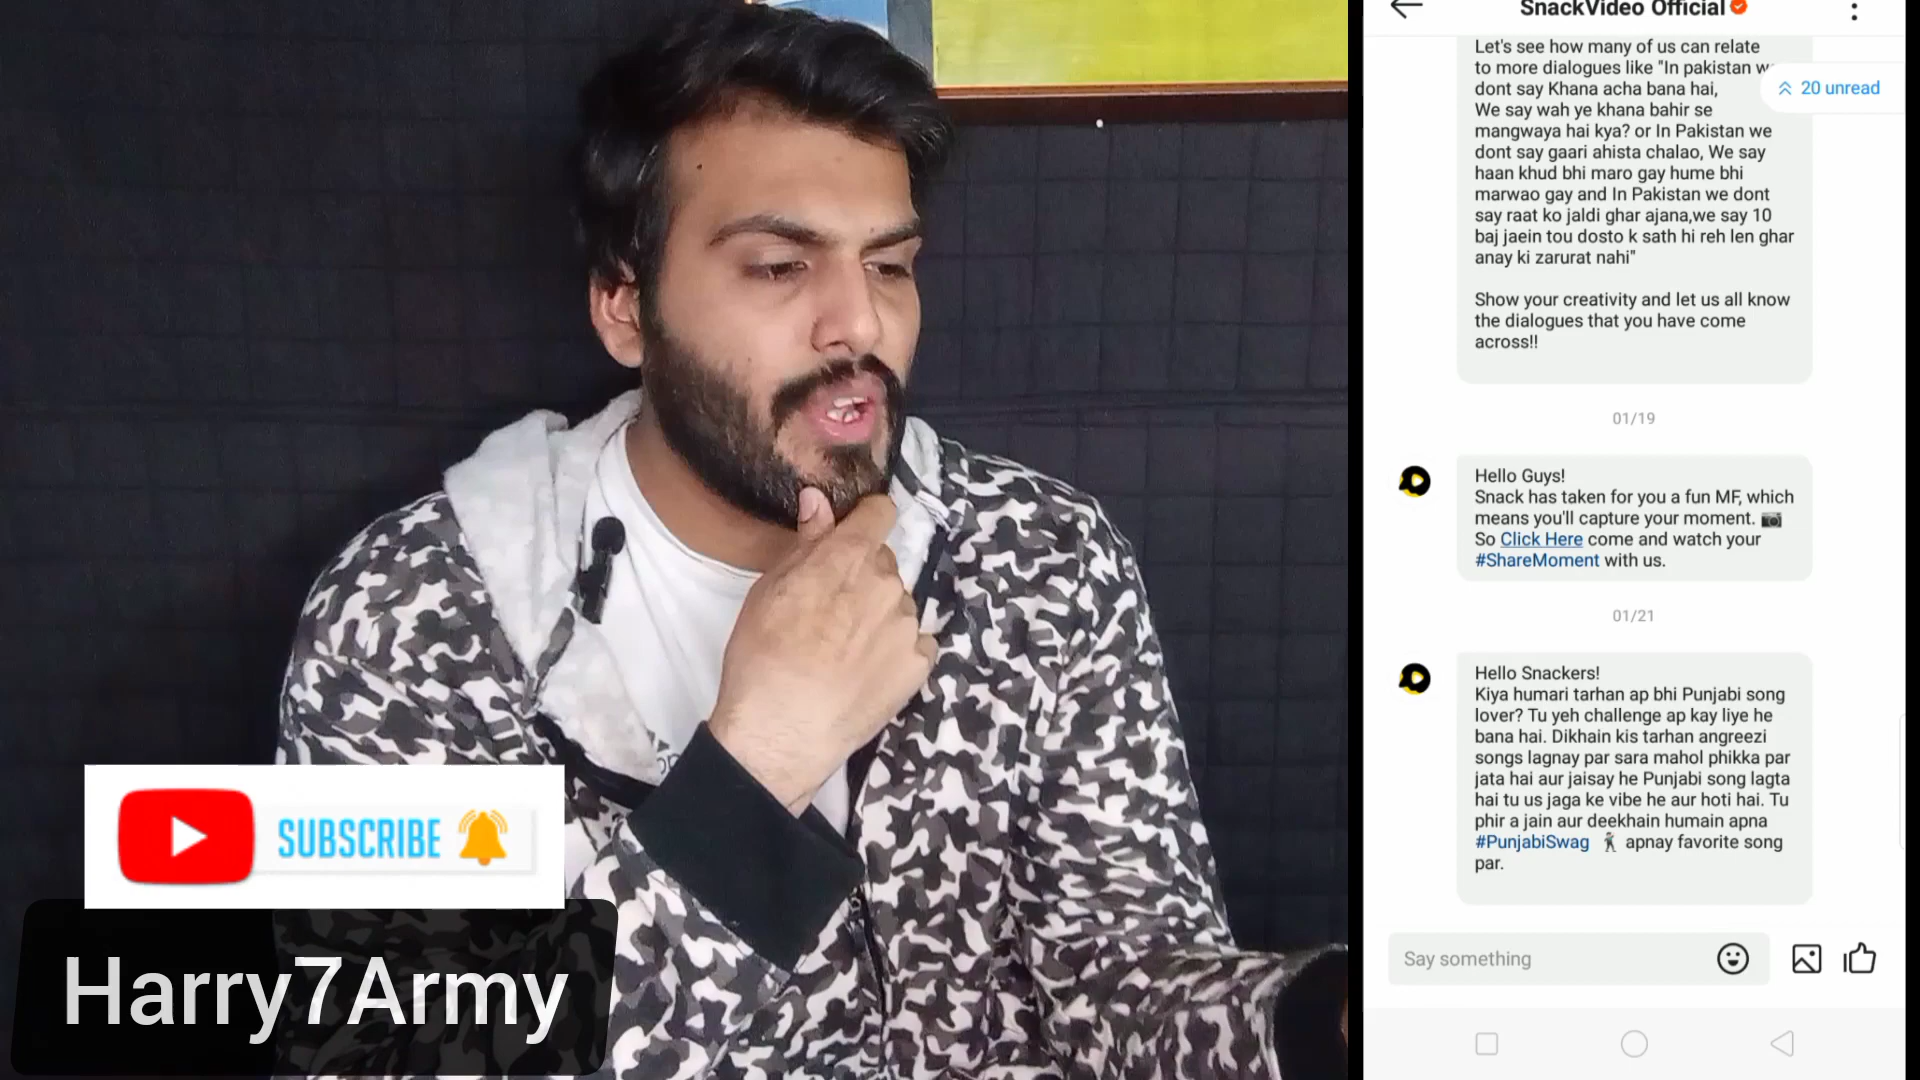 SnackVideo Official
Let's see how many of us can relate
to more dialogues like "In pakistan
20 unread
dont say Khana acha bana hai,
We say wah ye khana bahir se
mangwaya hai kya? or In Pakistan we
dont say gaari ahista chalao, We say
haan khud bhi maro gay hume bhi
marwao gay and In Pakistan we dont
say raat ko jaldi ghar ajana,we say 10
baj jaein tou dosto k sath hi reh len ghar
anay ki zarurat nahi"
Show your creativity and let us all know
the dialogues that you have come
across!!
01/19
Hello Guys!
Snack has taken for you a fun MF, which
means you'll capture your moment. 📷
So Click Here come and watch your
#ShareMoment with us.
01/21
Hello Snackers!
Kiya humari tarhan ap bhi Punjabi song
lover? Tu yeh challenge ap kay liye he
bana hai. Dikhain kis tarhan angreezi
songs lagnay par sara mahol phikka par
jata hai aur jaisay he Punjabi song lagta
hai tu us jaga ke vibe he aur hoti hai. Tu
phir a jain aur deekhain humain apna
#PunjabiSwag 🕺 apnay favorite song
par.
Say something
SUBSCRIBE
Harry7Army